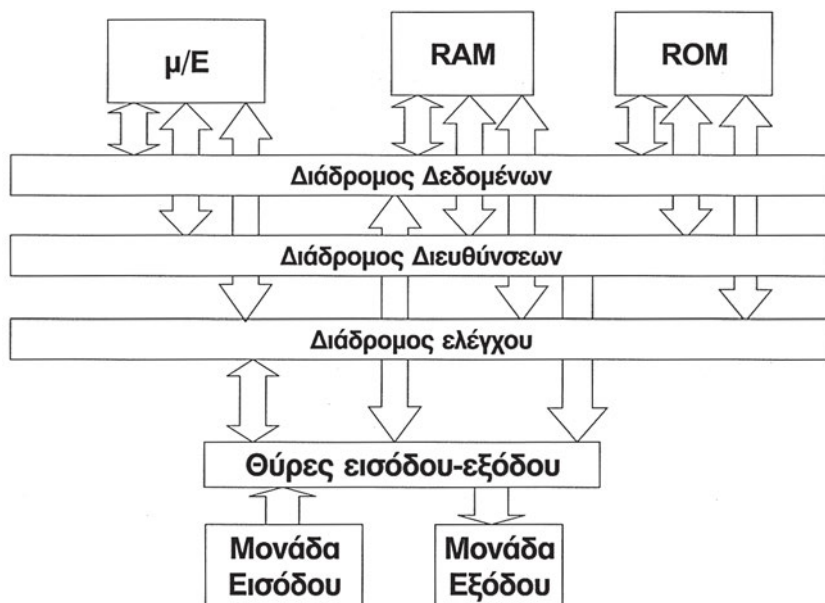 μ/Ε
RAM
ROM
Διάδρομος Δεδομένων
Διάδρομος Διευθύνσεων
Διάδρομος ελέγχου
Θύρες εισόδου-εξόδου
Μονάδα
Εισόδου
Μονάδα
Εξόδου